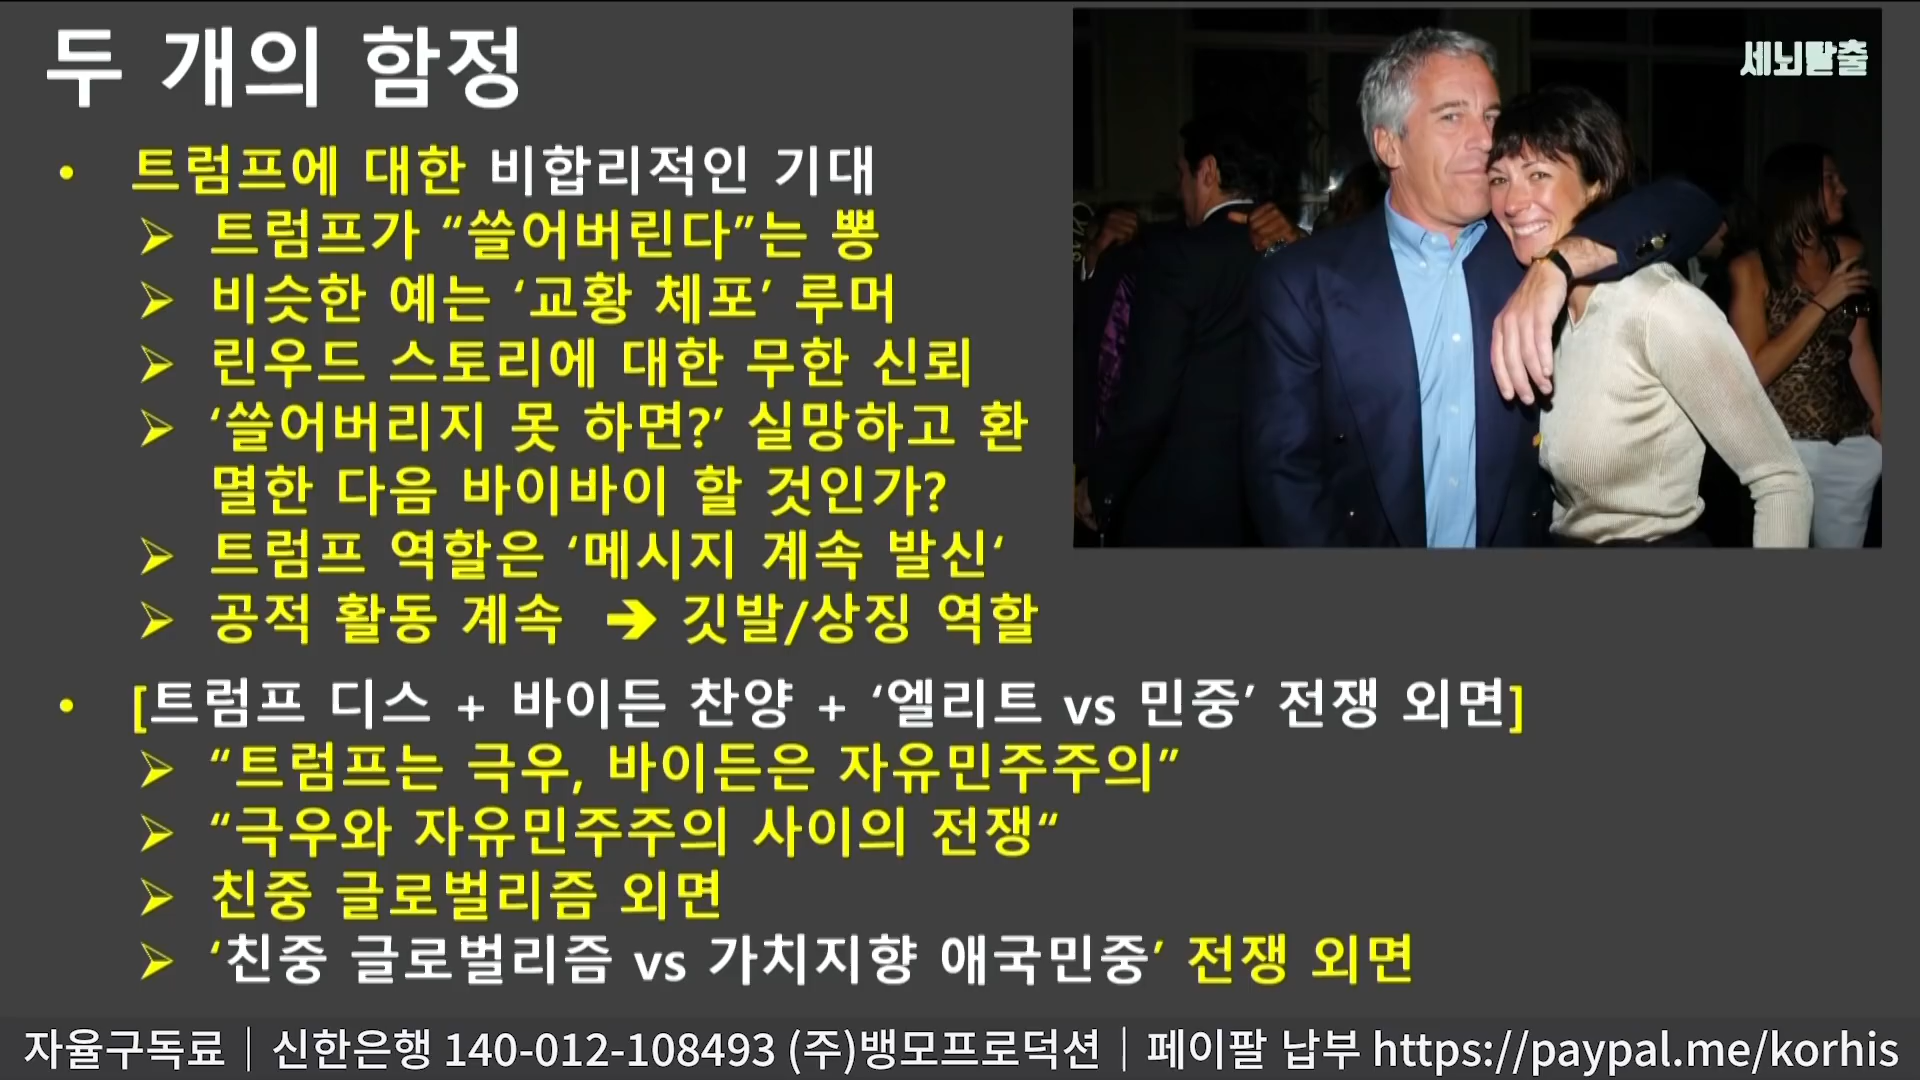 두 개의 함정
세뇌탈출
• 트럼프에 대한 비합리적인 기대
➢ 트럼프가 “쓸어버린다”는 뽕
➢ 비슷한 예는 ‘교황 체포’ 루머
➢ 린우드 스토리에 대한 무한 신뢰
➢ ‘쓸어버리지 못 하면?’ 실망하고 환
멸한 다음 바이바이 할 것인가?
➢ 트럼프 역할은 ‘메시지 계속 발신‘
➢ 공적 활동 계속 ➔ 깃발/상징 역할
• [트럼프 디스 + 바이든 찬양 + ‘엘리트 vs 민중’ 전쟁 외면]
➢ “트럼프는 극우, 바이든은 자유민주주의”
➢ “극우와 자유민주주의 사이의 전쟁“
➢ 친중 글로벌리즘 외면
➢ ‘친중 글로벌리즘 vs 가치지향 애국민중’ 전쟁 외면
자율구독료｜신한은행 140-012-108493 (주)뱅모프로덕션｜페이팔 납부 https://paypal.me/korhis